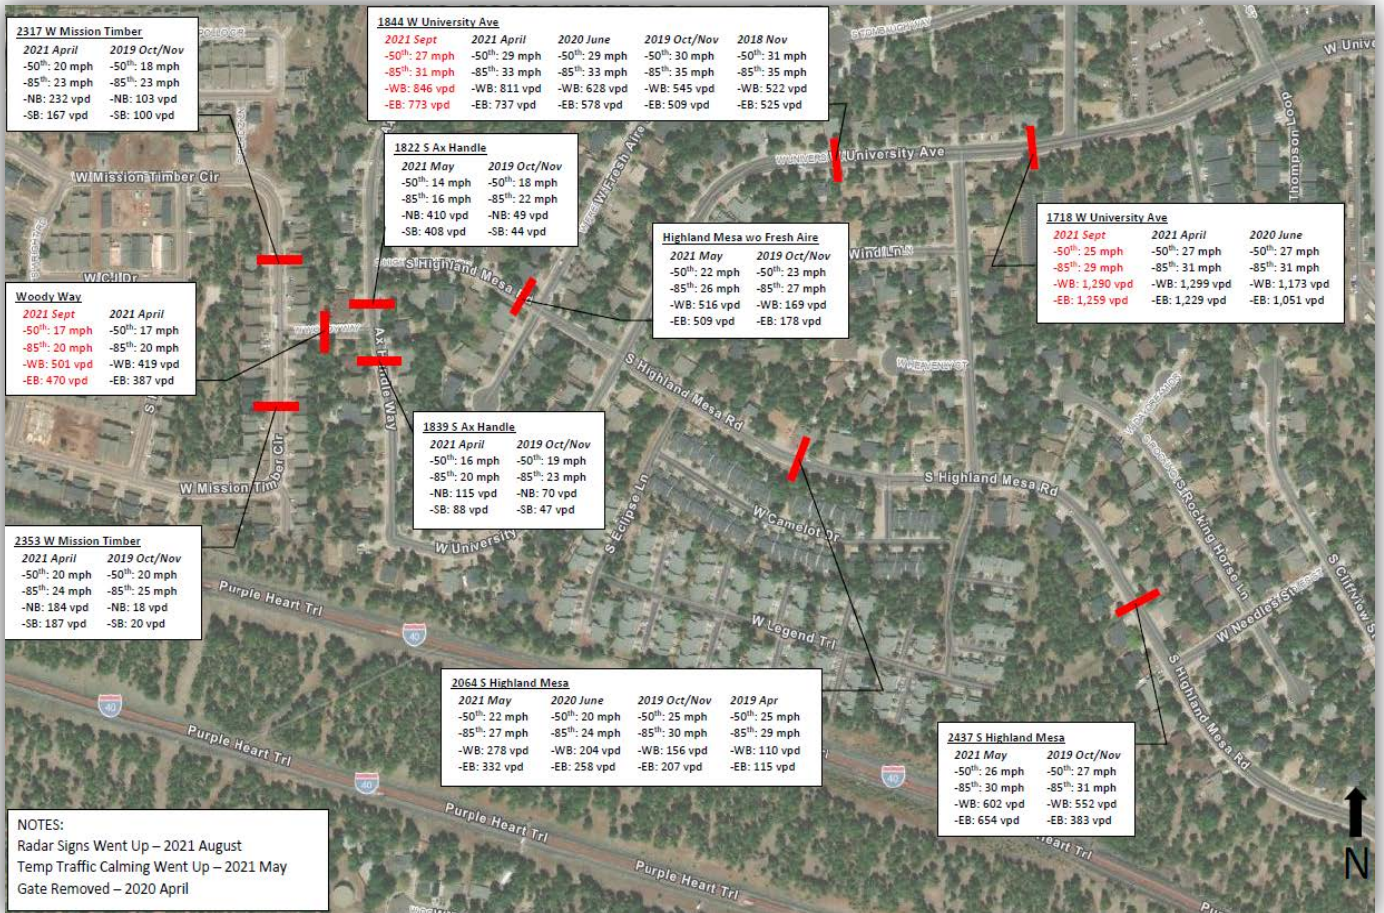 2317 W Mission Timber
2021 April 2019 Oct/Nov
-50th: 20 mph -50th: 18 mph
-85th: 23 mph -85th: 23 mph
-NB: 232 vpd -NB: 103 vpd
-SB: 167 vpd -SB: 100 vpd
1844 W University Ave
2021 Sept 2021 April 2020 June 2019 Oct/Nov 2018 Nov
-50th: 27 mph -50th: 29 mph -50th: 29 mph -50th: 30 mph -50th: 31 mph
-85th: 31 mph -85th: 33 mph -85th: 33 mph -85th: 35 mph -85th: 35 mph
-WB: 846 vpd -WB: 811 vpd -WB: 628 vpd -WB: 545 vpd -WB: 522 vpd
-EB: 773 vpd -EB: 737 vpd -EB: 578 vpd -EB: 509 vpd -EB: 525 vpd
1822 S Ax Handle
2021 May 2019 Oct/Nov
-50th: 14 mph -50th: 18 mph
-85th: 16 mph -85th: 22 mph
-NB: 410 vpd -NB: 49 vpd
-SB: 408 vpd -SB: 44 vpd
W Fresh Aire
W University Ave
Thompson Loop
W Mission Timber Cir
1718 W University Ave
2021 Sept 2021 April 2020 June
-50th: 25 mph -50th: 27 mph -50th: 27 mph
-85th: 29 mph -85th: 31 mph -85th: 31 mph
-WB: 1,290 vpd -WB: 1,299 vpd -WB: 1,173 vpd
-EB: 1,259 vpd -EB: 1,229 vpd -EB: 1,051 vpd
Highland Mesa wo Fresh Aire
2021 May 2019 Oct/Nov
-50th: 22 mph -50th: 23 mph
-85th: 26 mph -85th: 27 mph
-WB: 516 vpd -WB: 169 vpd
-EB: 509 vpd -EB: 178 vpd
Wind Ln
S Highland Mesa
W C J Dr
Woody Way
2021 Sept 2021 April
-50th: 17 mph -50th: 17 mph
-85th: 20 mph -85th: 20 mph
-WB: 501 vpd -WB: 419 vpd
-EB: 470 vpd -EB: 387 vpd
Ax Handle Way
S Highland Mesa Rd
W HEAVENLY CT
W DAYDREAM DR
1839 S Ax Handle
2021 April 2019 Oct/Nov
-50th: 16 mph -50th: 19 mph
-85th: 20 mph -85th: 23 mph
-NB: 115 vpd -NB: 70 vpd
-SB: 88 vpd -SB: 47 vpd
W Mission Timber Cir
S Eclipse Ln
S Highland Mesa Rd
S Rocking Horse Ln
W Camelot Dr
W University
2353 W Mission Timber
2021 April 2019 Oct/Nov
-50th: 20 mph -50th: 20 mph
-85th: 24 mph -85th: 25 mph
-NB: 184 vpd -NB: 18 vpd
-SB: 187 vpd -SB: 20 vpd
Purple Heart Trl
40
W Legend Trl
W Needles
S Cliffview St
2064 S Highland Mesa
2021 May 2020 June 2019 Oct/Nov 2019 Apr
-50th: 22 mph -50th: 20 mph -50th: 25 mph -50th: 25 mph
-85th: 27 mph -85th: 24 mph -85th: 30 mph -85th: 29 mph
-WB: 278 vpd -WB: 204 vpd -WB: 156 vpd -WB: 110 vpd
-EB: 332 vpd -EB: 258 vpd -EB: 207 vpd -EB: 115 vpd
S Highland Mesa Rd
40
Purple Heart Trl
40
40
2437 S Highland Mesa
2021 May 2019 Oct/Nov
-50th: 26 mph -50th: 27 mph
-85th: 30 mph -85th: 31 mph
-WB: 602 vpd -WB: 552 vpd
-EB: 654 vpd -EB: 383 vpd
Purple Heart Trl
Purple Heart Trl
rt Trl
N
NOTES:
Radar Signs Went Up – 2021 August
Temp Traffic Calming Went Up – 2021 May
Gate Removed – 2020 April